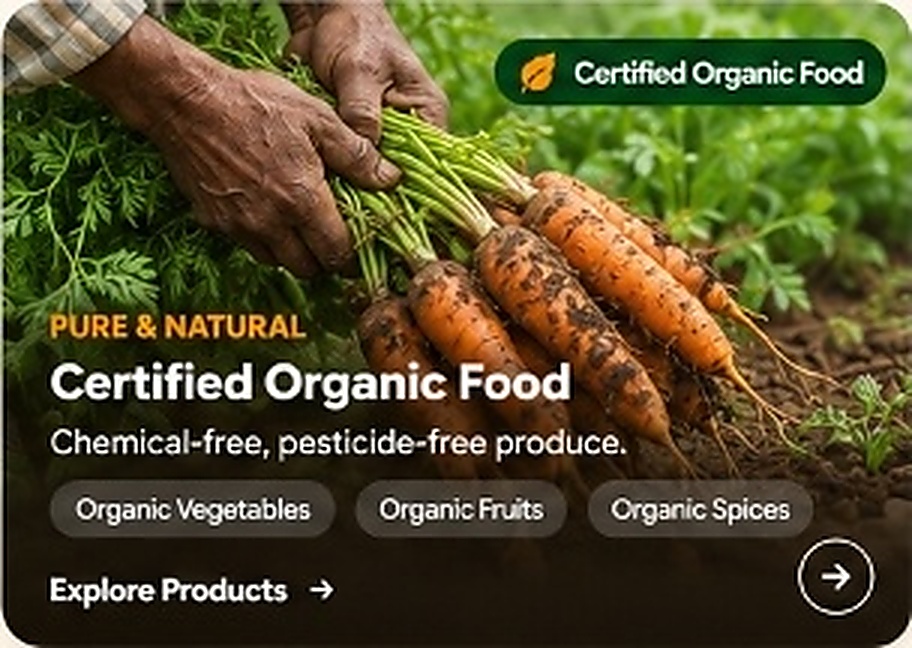 Certified Organic Food
PURE & NATURAL
Certified Organic Food
Chemical-free, pesticide-free produce.
Organic Vegetables
Organic Fruits
Organic Spices
Explore Products →